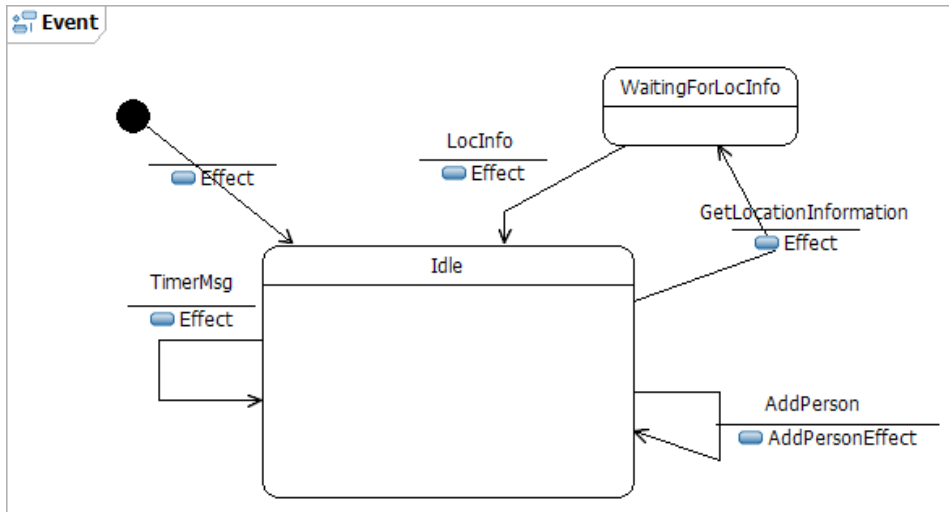 Event
WaitingForLocInfo
LocInfo
Effect
Effect
GetLocationInformation
Effect
Idle
TimerMsg
Effect
AddPerson
AddPersonEffect